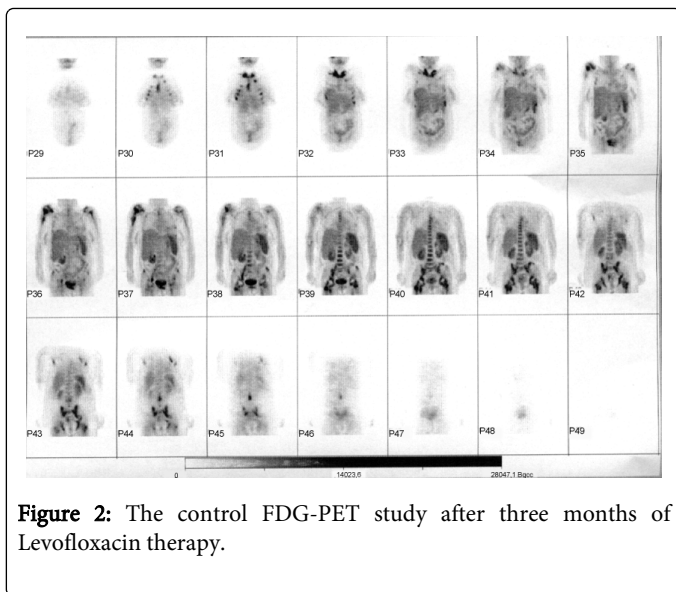 P29 P30 P31 P32 P33 P34 P35
P36 P37 P38 P39 P40 P41 P42
P43 P44 P45 P46 P47 P48 P49
0 14023,6 28047,1 Bqcc
Figure 2: The control FDG-PET study after three months of
Levofloxacin therapy.